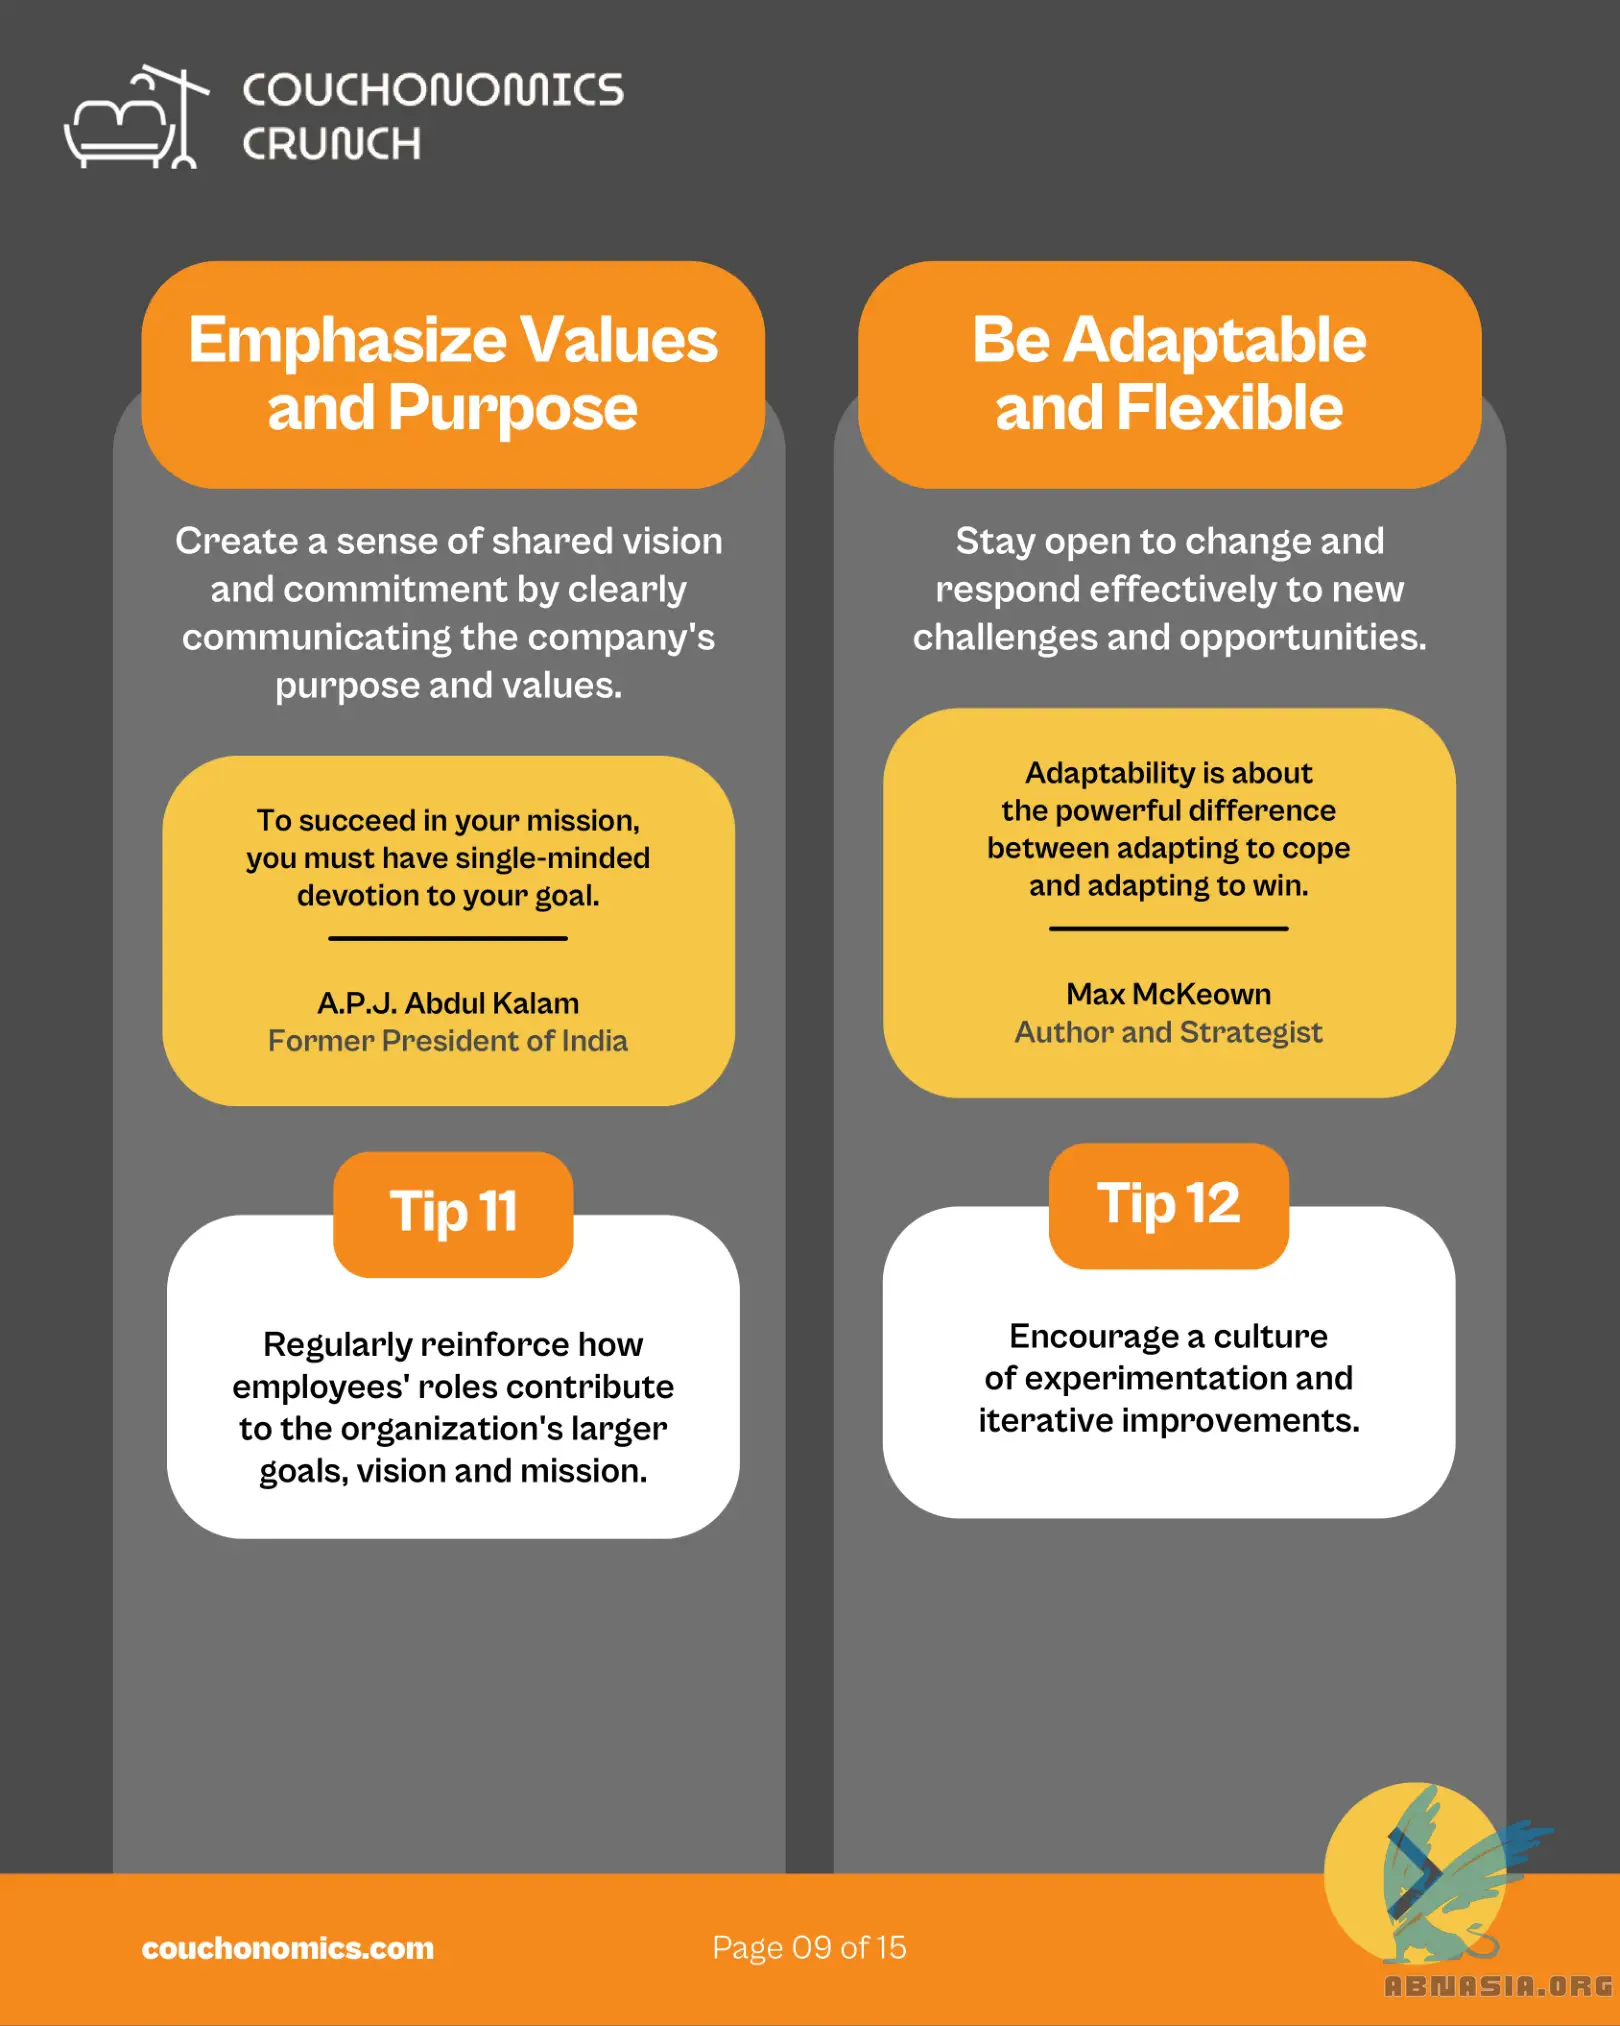 COUCHONOMICS
CRUNCH
Emphasize Values
and Purpose
Create a sense of shared vision
and commitment by clearly
communicating the company's
purpose and values.
To succeed in your mission,
you must have single-minded
devotion to your goal.
A.P.J. Abdul Kalam
Former President of India
Tip 11
Regularly reinforce how
employees' roles contribute
to the organization's larger
goals, vision and mission.
Be Adaptable
and Flexible
Stay open to change and
respond effectively to new
challenges and opportunities.
Adaptability is about
the powerful difference
between adapting to cope
and adapting to win.
Max McKeown
Author and Strategist
Tip 12
Encourage a culture
of experimentation and
iterative improvements.
couchonomics.com
Page 09 of 15
ABNASIA.ORG